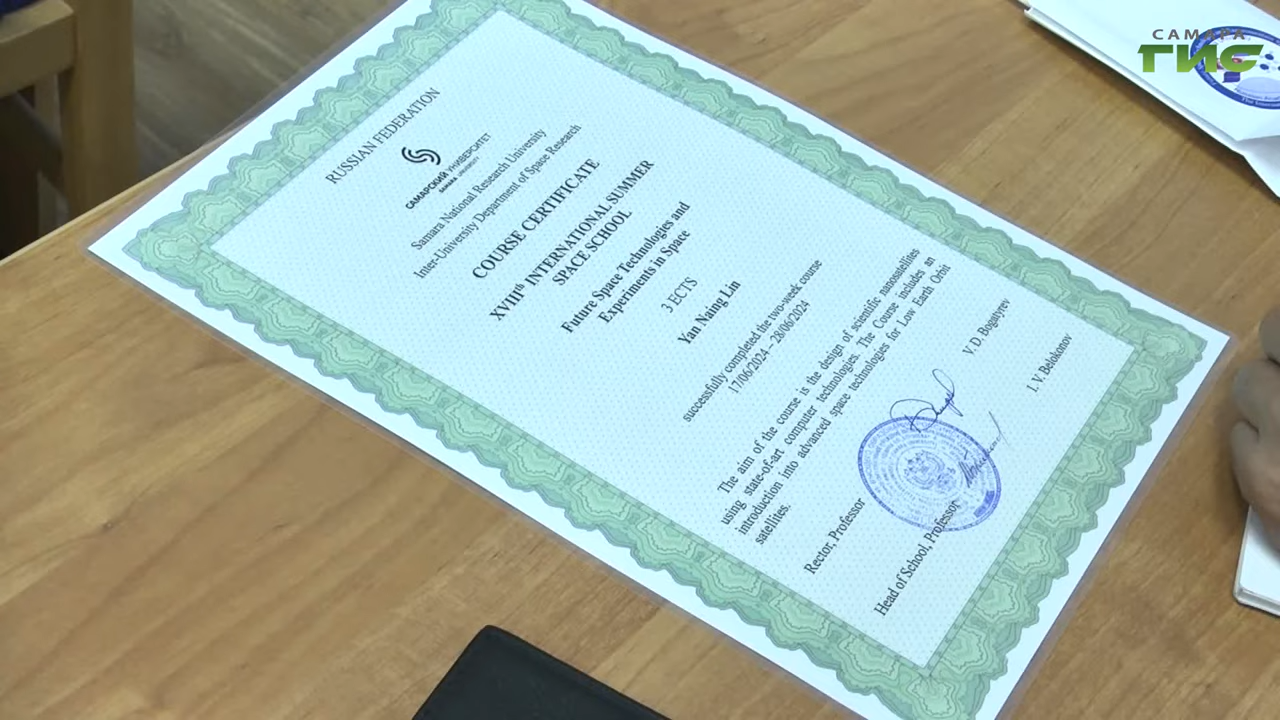 САМАРА
ГИС
RUSSIAN FEDERATION
САМАРСКИЙ УНИВЕРСИТЕТ
SAMARA UNIVERSITY
Samara National Research University
Inter-University Department of Space Research
COURSE CERTIFICATE
XVIIIth INTERNATIONAL SUMMER
SPACE SCHOOL
Future Space Technologies and
Experiments in Space
3 ECTS
Yan Naing Lin
successfully completed the two-week course
17/06/2024 – 28/06/2024
The aim of the course is the design of scientific nanosatellites
using state-of-art computer technologies. The Course includes an
introduction into advanced space technologies for Low Earth Orbit
satellites.
Rector, Professor V. D. Bogatyrev
Head of School, Professor I. V. Belokonov